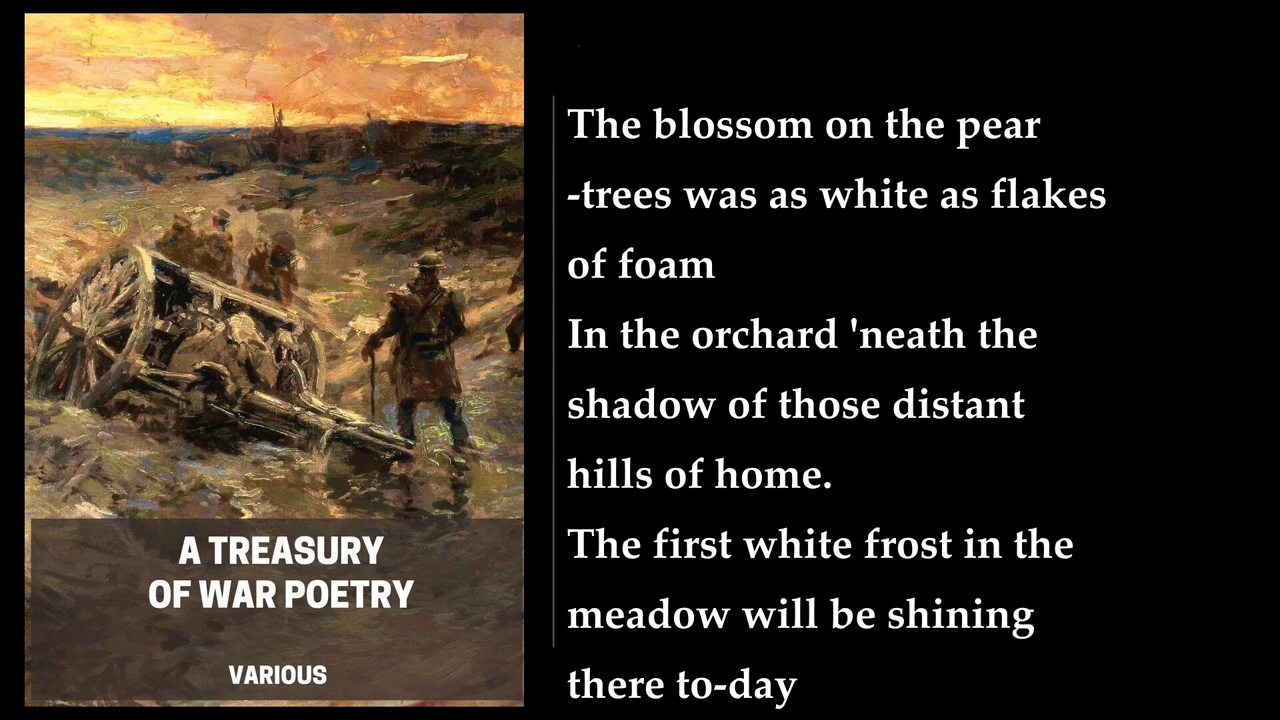 A TREASURY
OF WAR POETRY
VARIOUS
The blossom on the pear
-trees was as white as flakes
of foam
In the orchard 'neath the
shadow of those distant
hills of home.
The first white frost in the
meadow will be shining
there to-day